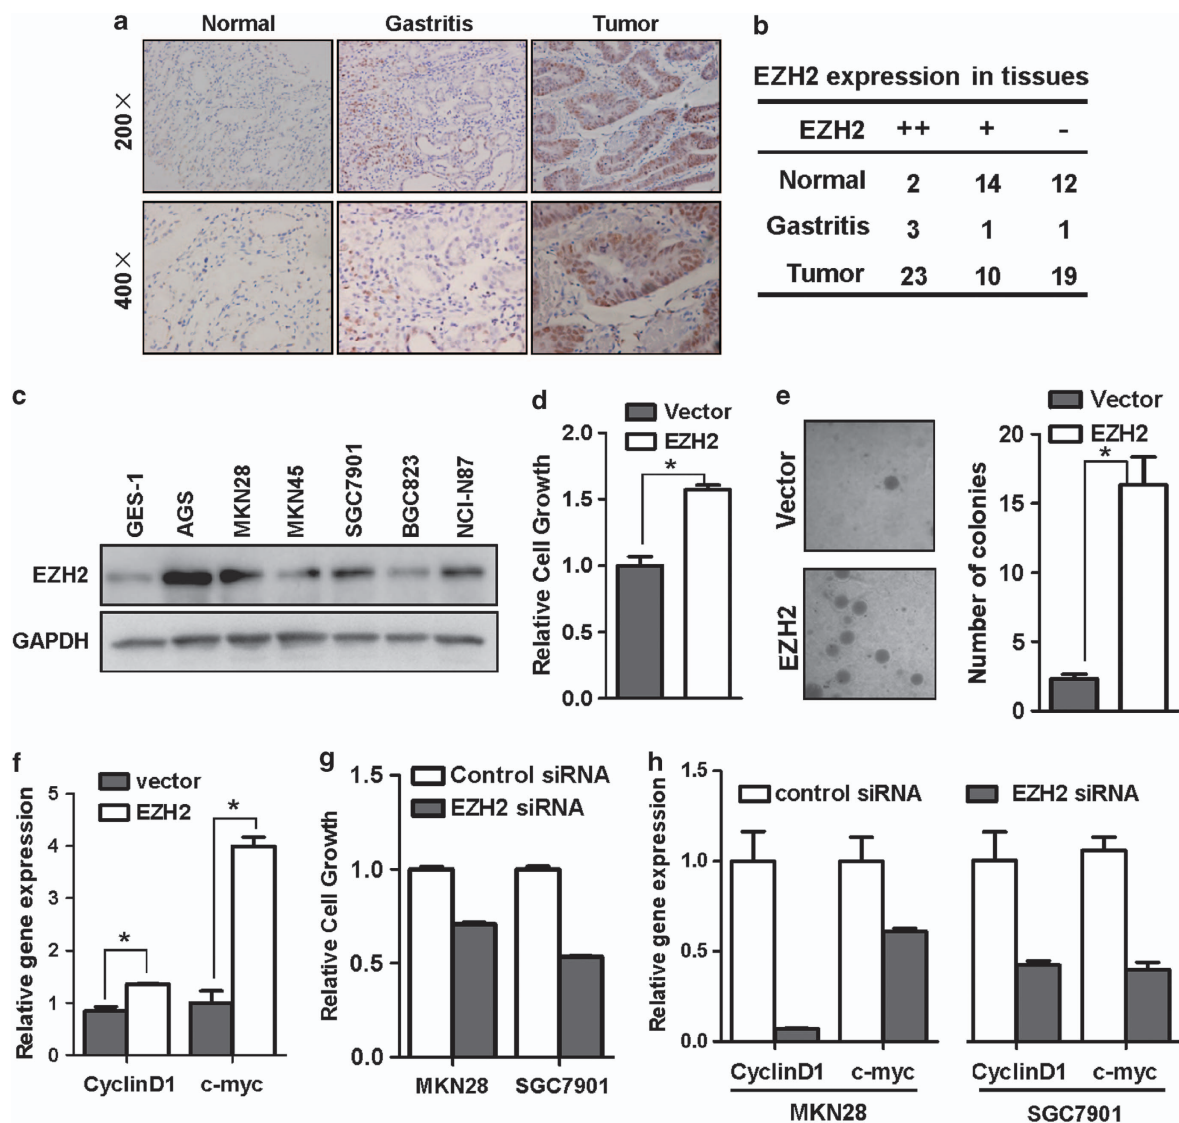 a
Normal Gastritis Tumor
200×
400×
b
EZH2 expression in tissues
EZH2 ++ + -
Normal 2 14 12
Gastritis 3 1 1
Tumor 23 10 19
c
GES-1 AGS MKN28 MKN45 SGC7901 BGC823 NCI-N87
EZH2
GAPDH
d
Vector
EZH2
Relative Cell Growth
2.0
1.5
1.0
0.5
0.0
*
e
Vector
EZH2
Vector
EZH2
Number of colonies
20
15
10
5
0
*
f
vector
EZH2
Relative gene expression
5
4
3
2
1
0
* *
CyclinD1 c-myc
g
Control siRNA
EZH2 siRNA
Relative Cell Growth
1.5
1.0
0.5
0.0
MKN28 SGC7901
h
control siRNA EZH2 siRNA
Relative gene expression
1.5
1.0
0.5
0.0
CyclinD1 c-myc CyclinD1 c-myc
MKN28 SGC7901